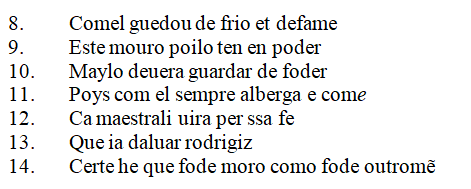 8. Comel guedou de frio et defame
9. Este mouro poilo ten en poder
10. Maylo deuera guardar de foder
11. Poys com el sempre alberga e come
12. Ca maestrali uira per ssa fe
13. Que ia daluar rodrigiz
14. Certe he que fode moro como fode outromẽ